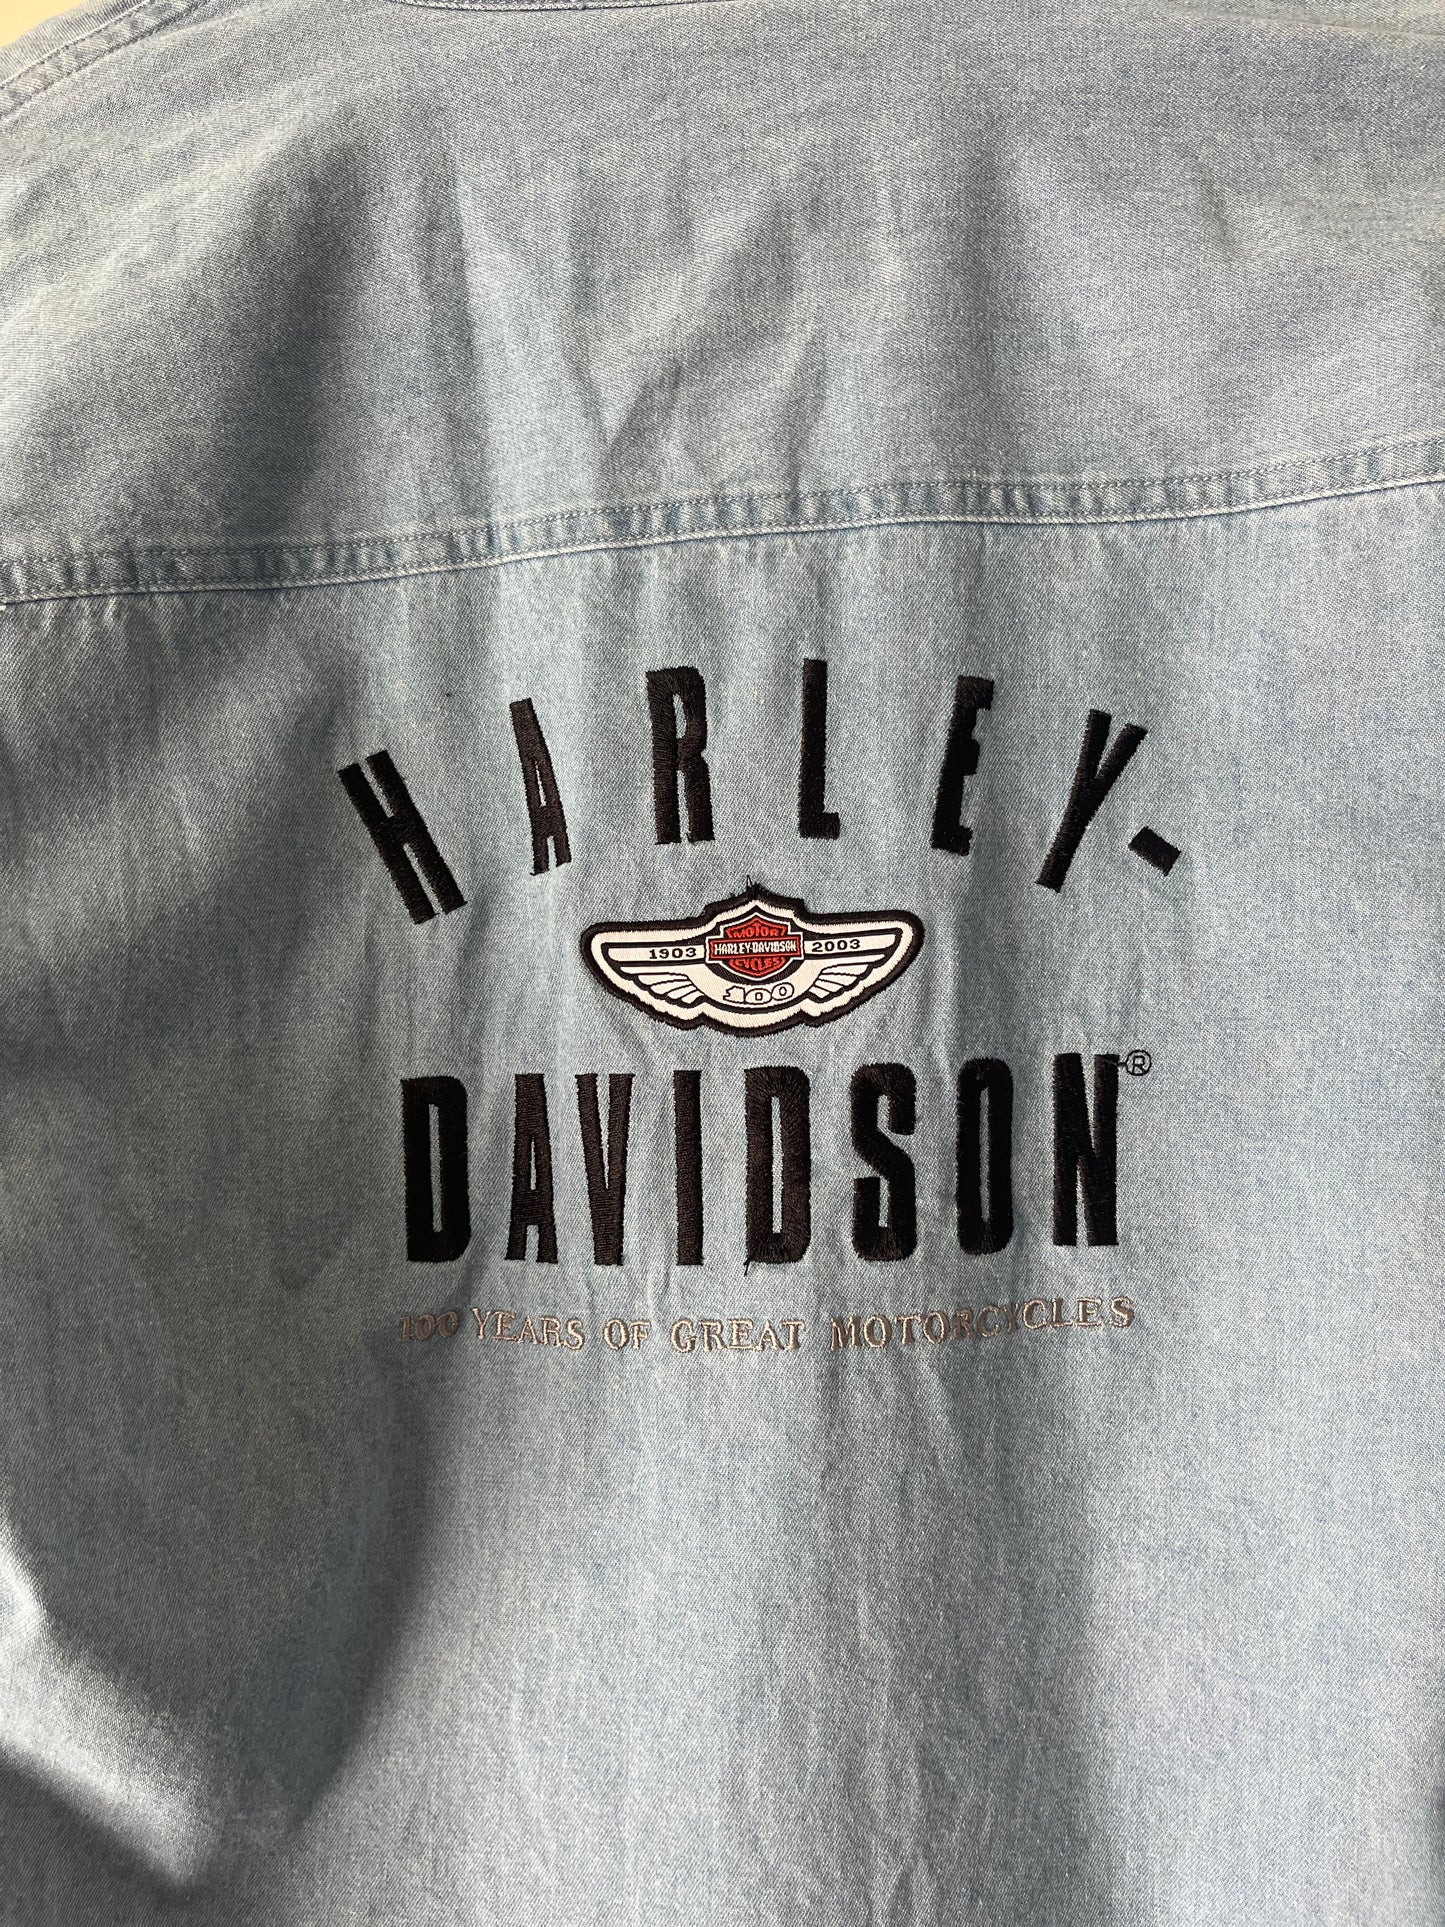 HARLEY-
MOTOR
1903 HARLEY-DAVIDSON 2003
CYCLES
100
DAVIDSON®
100 YEARS OF GREAT MOTORCYCLES